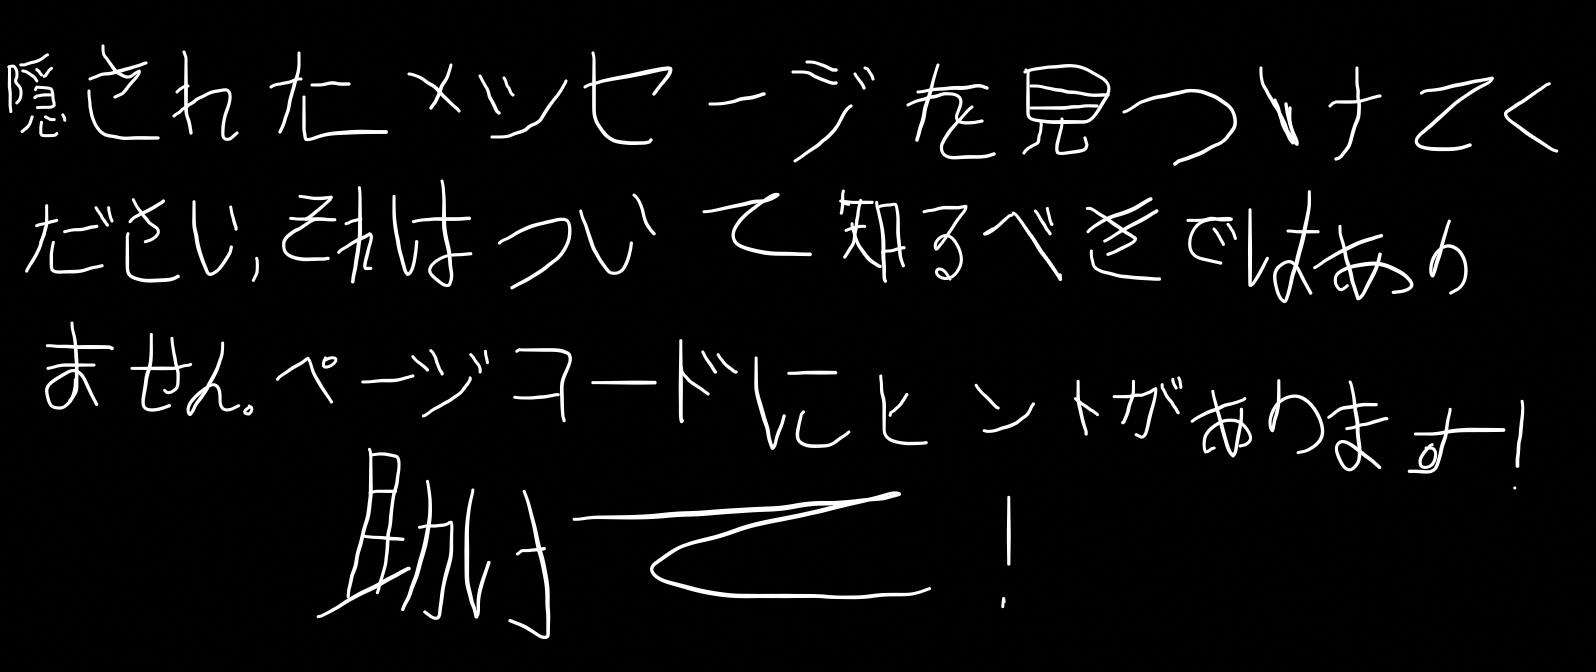 隠されたメッセージを見つけてく
ださい,それはついて知るべきではあり
ません。ページコードにヒントがあります!
助けて!